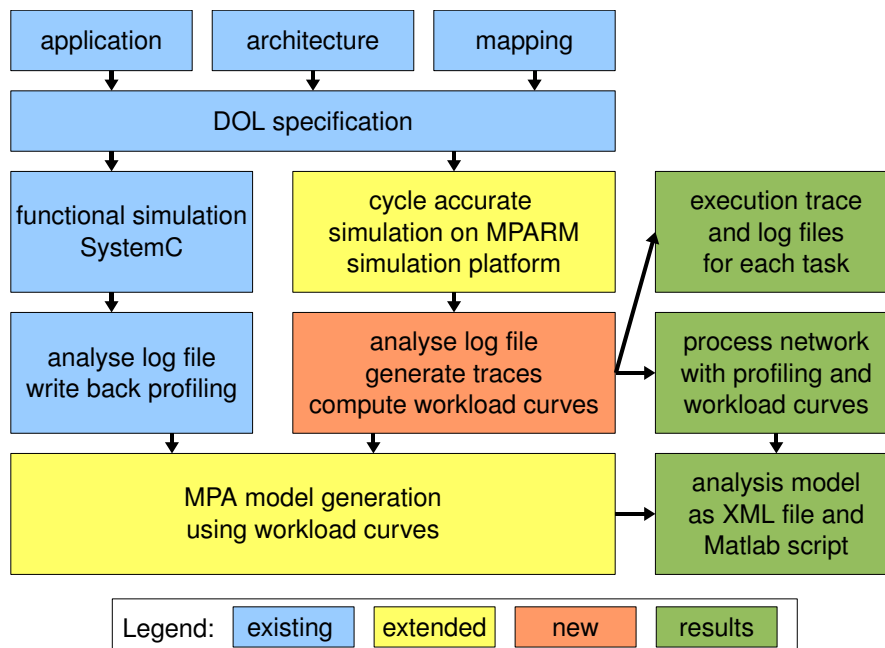 application
architecture
mapping
DOL specification
functional simulation
SystemC
cycle accurate
simulation on MPARM
simulation platform
execution trace
and log files
for each task
analyse log file
write back profiling
analyse log file
generate traces
compute workload curves
process network
with profiling and
workload curves
MPA model generation
using workload curves
analysis model
as XML file and
Matlab script
Legend: existing extended new results